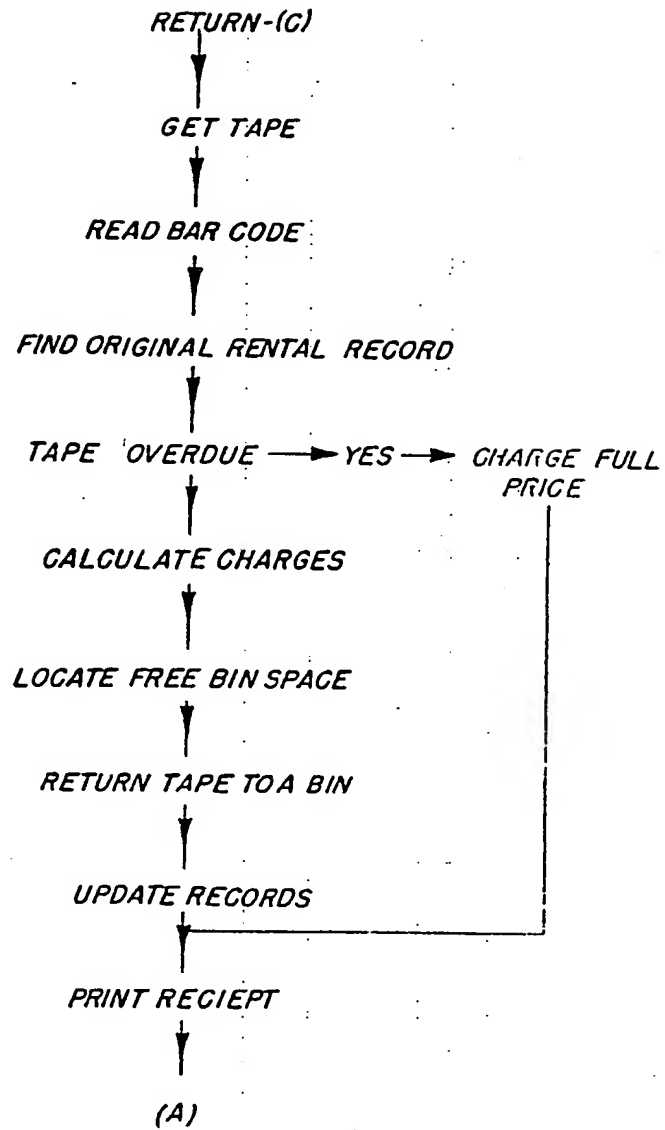 RETURN-(C)
GET TAPE
READ BAR CODE
FIND ORIGINAL RENTAL RECORD
TAPE OVERDUE YES CHARGE FULL
PRICE
CALCULATE CHARGES
LOCATE FREE BIN SPACE
RETURN TAPE TO A BIN
UPDATE RECORDS
PRINT RECIEPT
(A)